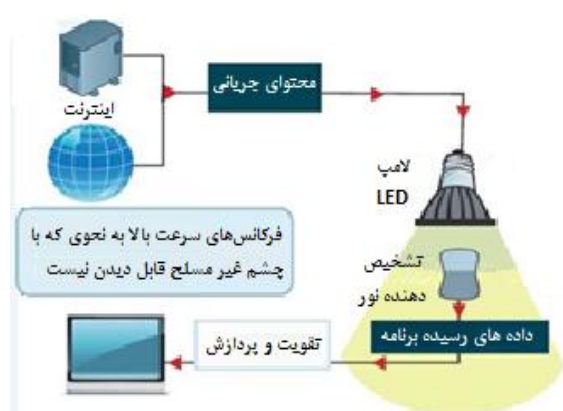 محتوای جریانی
اینترنت
لامپ
LED
فرکانس‌های سرعت بالا به نحوی که با
چشم غیر مسلح قابل دیدن نیست
تشخیص
دهنده نور
داده های رسیده برنامه
تقویت و پردازش